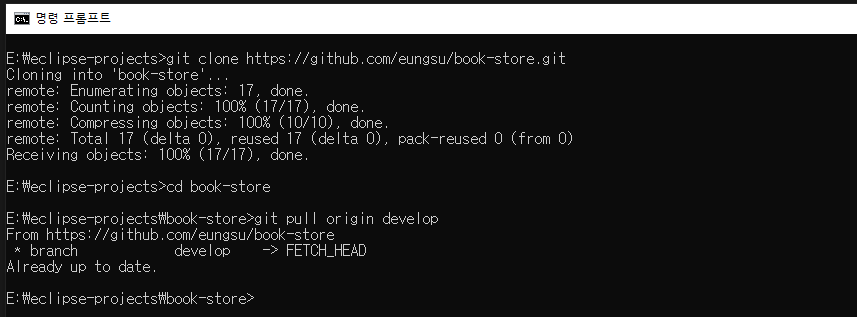 명령 프롬프트
E:\eclipse-projects>git clone https://github.com/eungsu/book-store.git
Cloning into 'book-store'...
remote: Enumerating objects: 17, done.
remote: Counting objects: 100% (17/17), done.
remote: Compressing objects: 100% (10/10), done.
remote: Total 17 (delta 0), reused 17 (delta 0), pack-reused 0 (from 0)
Receiving objects: 100% (17/17), done.
E:\eclipse-projects>cd book-store
E:\eclipse-projects\book-store>git pull origin develop
From https://github.com/eungsu/book-store
 * branch            develop    -> FETCH_HEAD
Already up to date.
E:\eclipse-projects\book-store>